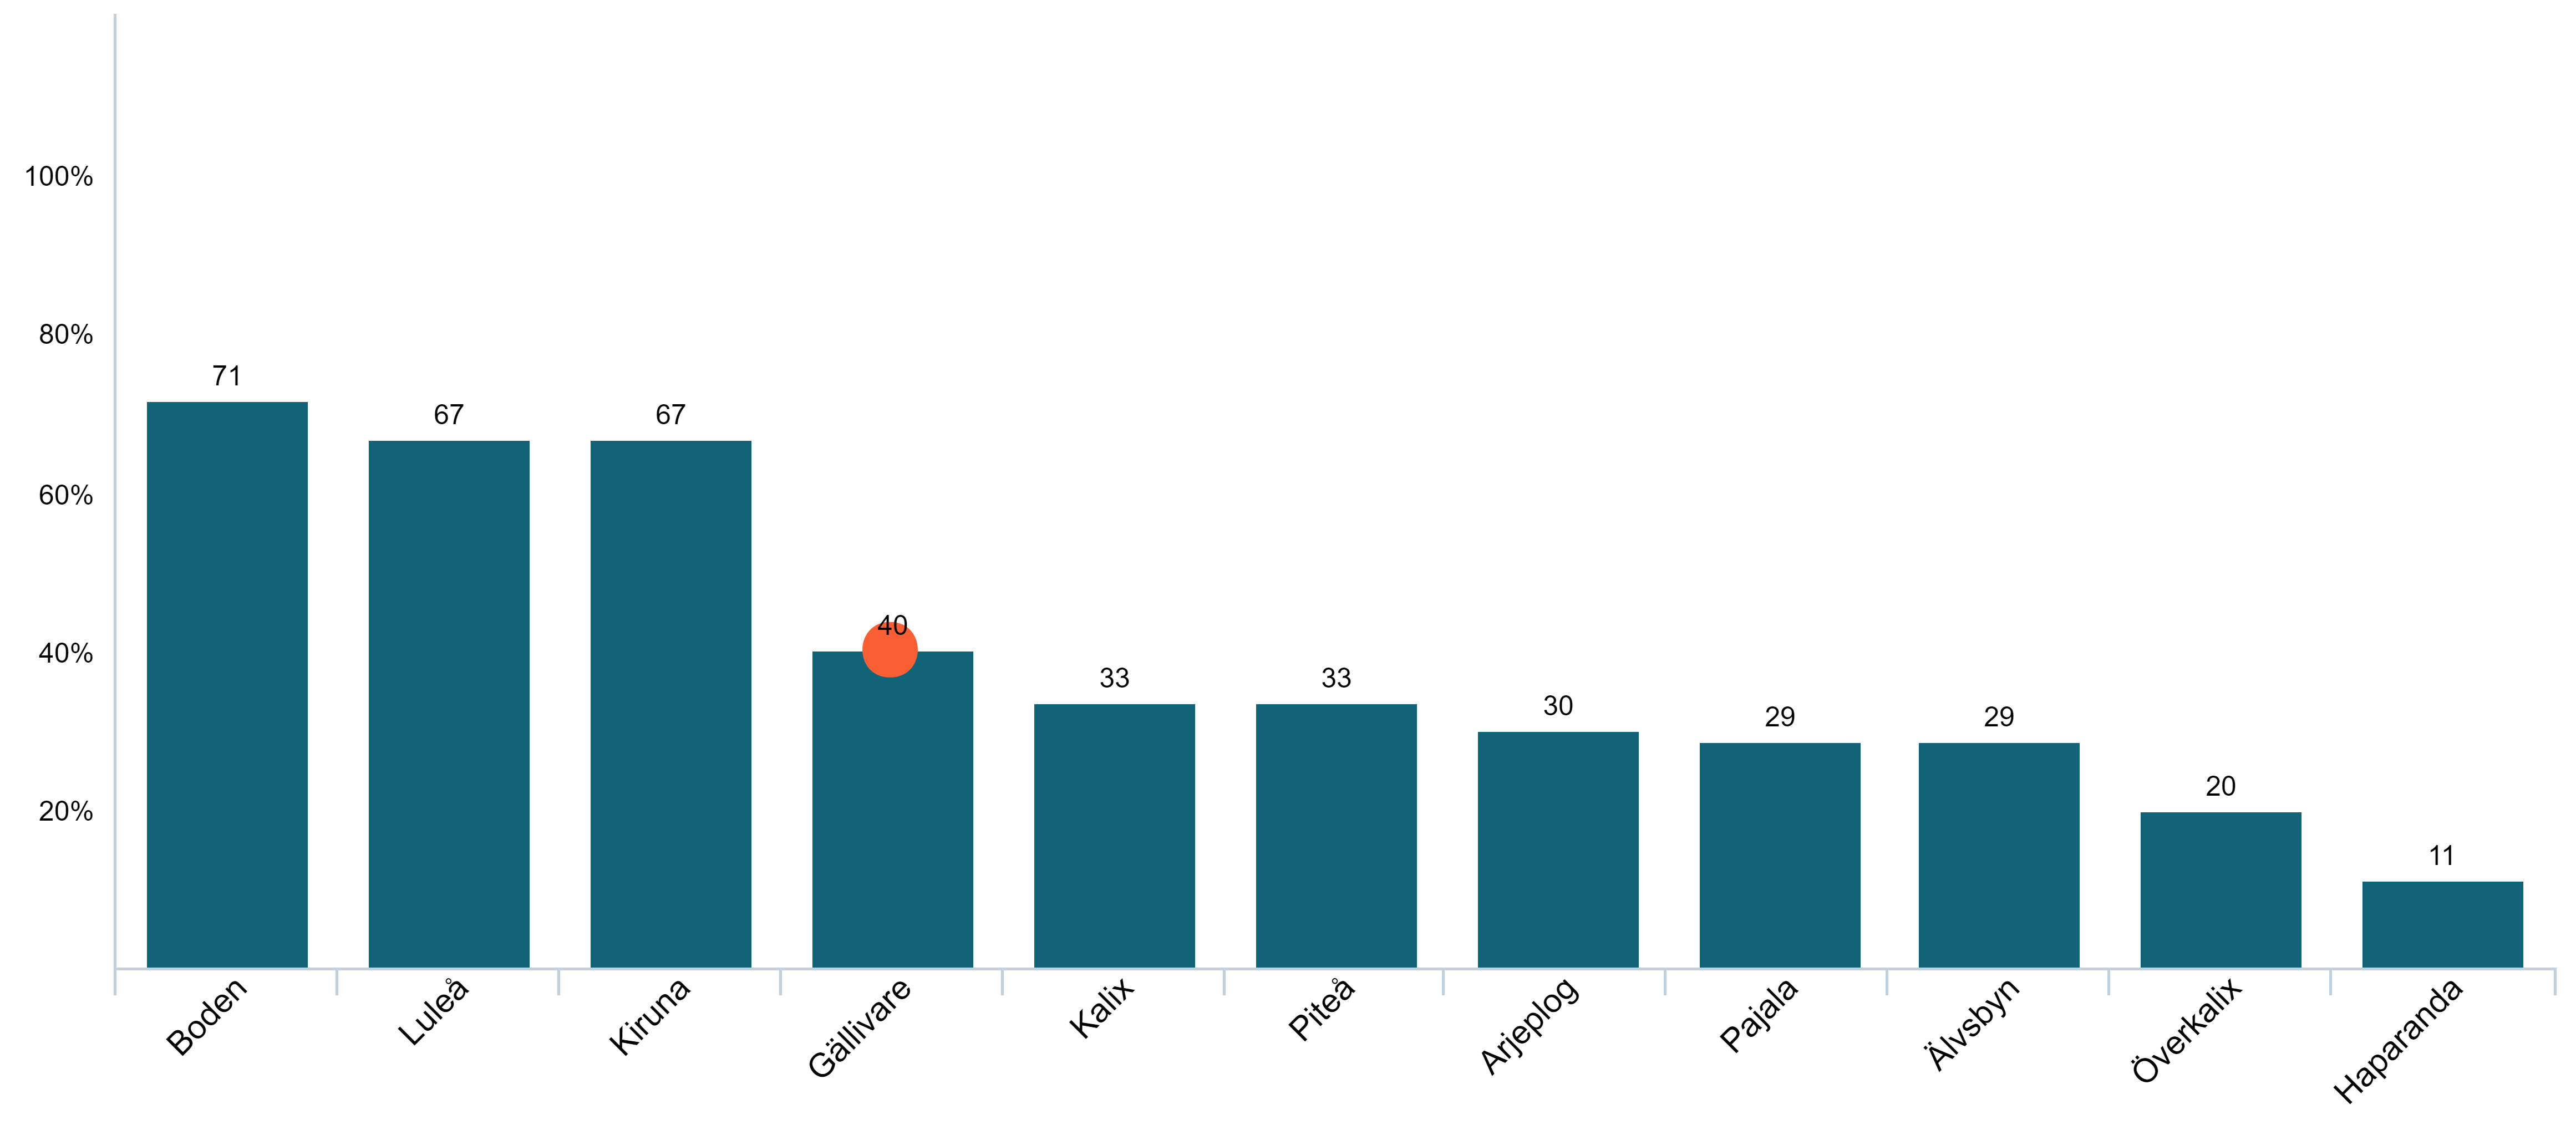 100%
80%
60%
40%
20%
71
67
67
40
33
33
30
29
29
20
11
Boden
Luleå
Kiruna
Gällivare
Kalix
Piteå
Arjeplog
Pajala
Älvsbyn
Överkalix
Haparanda